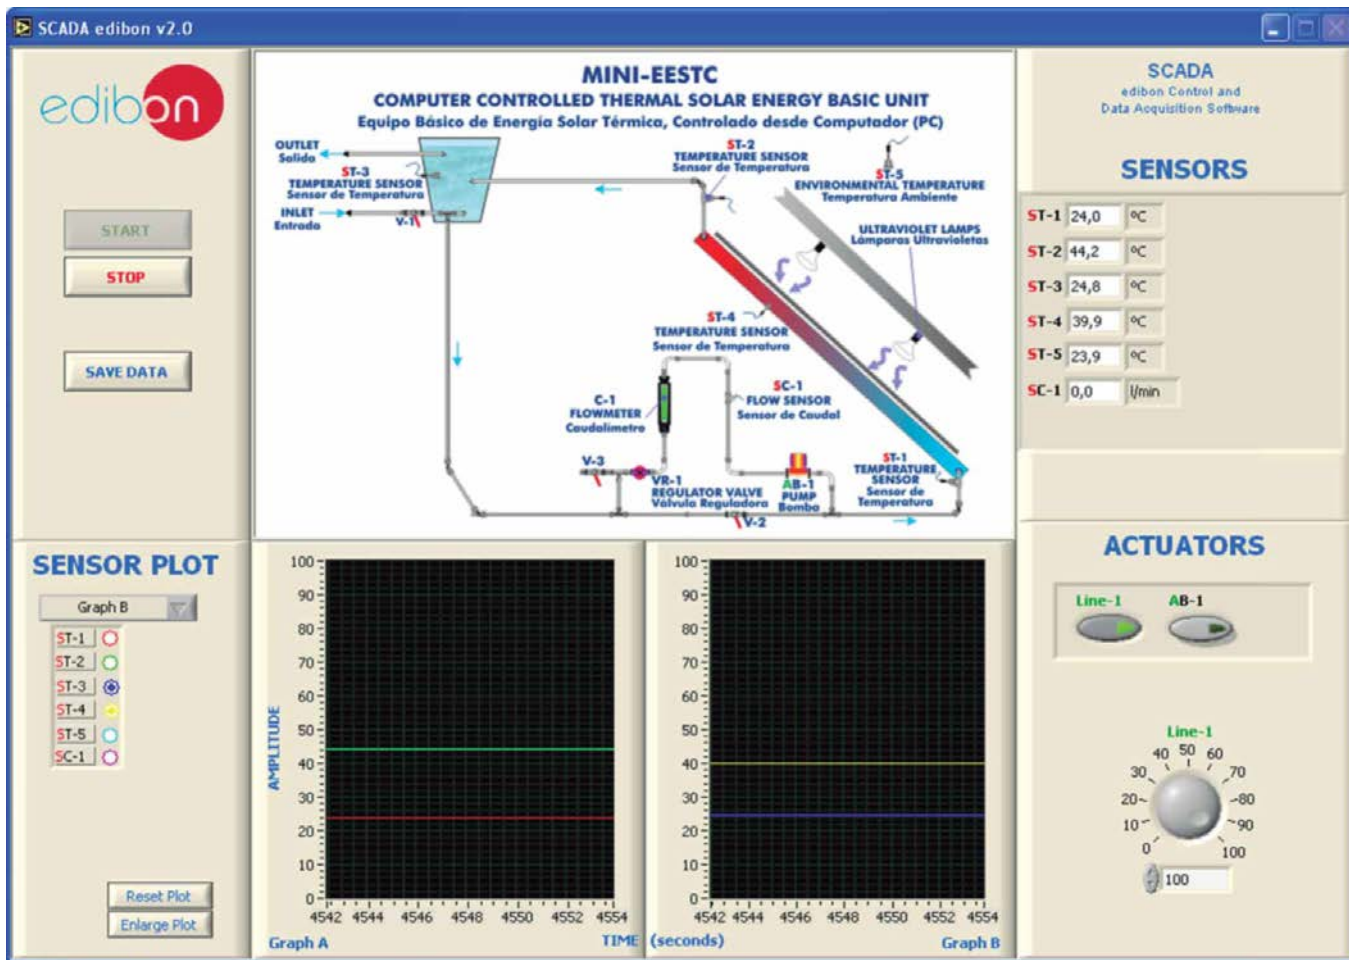 SCADA edibon v2.0
edibon
START
STOP
SAVE DATA
MINI-EESTC
COMPUTER CONTROLLED THERMAL SOLAR ENERGY BASIC UNIT
Equipo Básico de Energía Solar Térmica, Controlado desde Computador (PC)
OUTLET
Salida
ST-3
TEMPERATURE SENSOR
Sensor de Temperatura
INLET
Entrada
V-1
ST-2
TEMPERATURE SENSOR
Sensor de Temperatura
ST-5
ENVIRONMENTAL TEMPERATURE
Temperatura Ambiente
ULTRAVIOLET LAMPS
Lámparas Ultravioletas
ST-4
TEMPERATURE SENSOR
Sensor de Temperatura
C-1
FLOWMETER
Caudalímetro
SC-1
FLOW SENSOR
Sensor de Caudal
V-3
VR-1
REGULATOR VALVE
Válvula Reguladora
AB-1
PUMP
Bomba
V-2
ST-1
TEMPERATURE
SENSOR
Sensor de
Temperatura
SCADA
edibon Control and
Data Acquisition Software
SENSORS
ST-1 24,0 ºC
ST-2 44,2 ºC
ST-3 24,8 ºC
ST-4 39,9 ºC
ST-5 23,9 ºC
SC-1 0,0 l/min
SENSOR PLOT
Graph B
ST-1
ST-2
ST-3
ST-4
ST-5
SC-1
Reset Plot
Enlarge Plot
AMPLITUDE
100
90
80
70
60
50
40
30
20
10
0
4542 4544 4546 4548 4550 4552 4554
Graph A
TIME (seconds)
100
90
80
70
60
50
40
30
20
10
0
4542 4544 4546 4548 4550 4552 4554
Graph B
ACTUATORS
Line-1 AB-1
Line-1
0 10 20 30 40 50 60 70 80 90 100
100